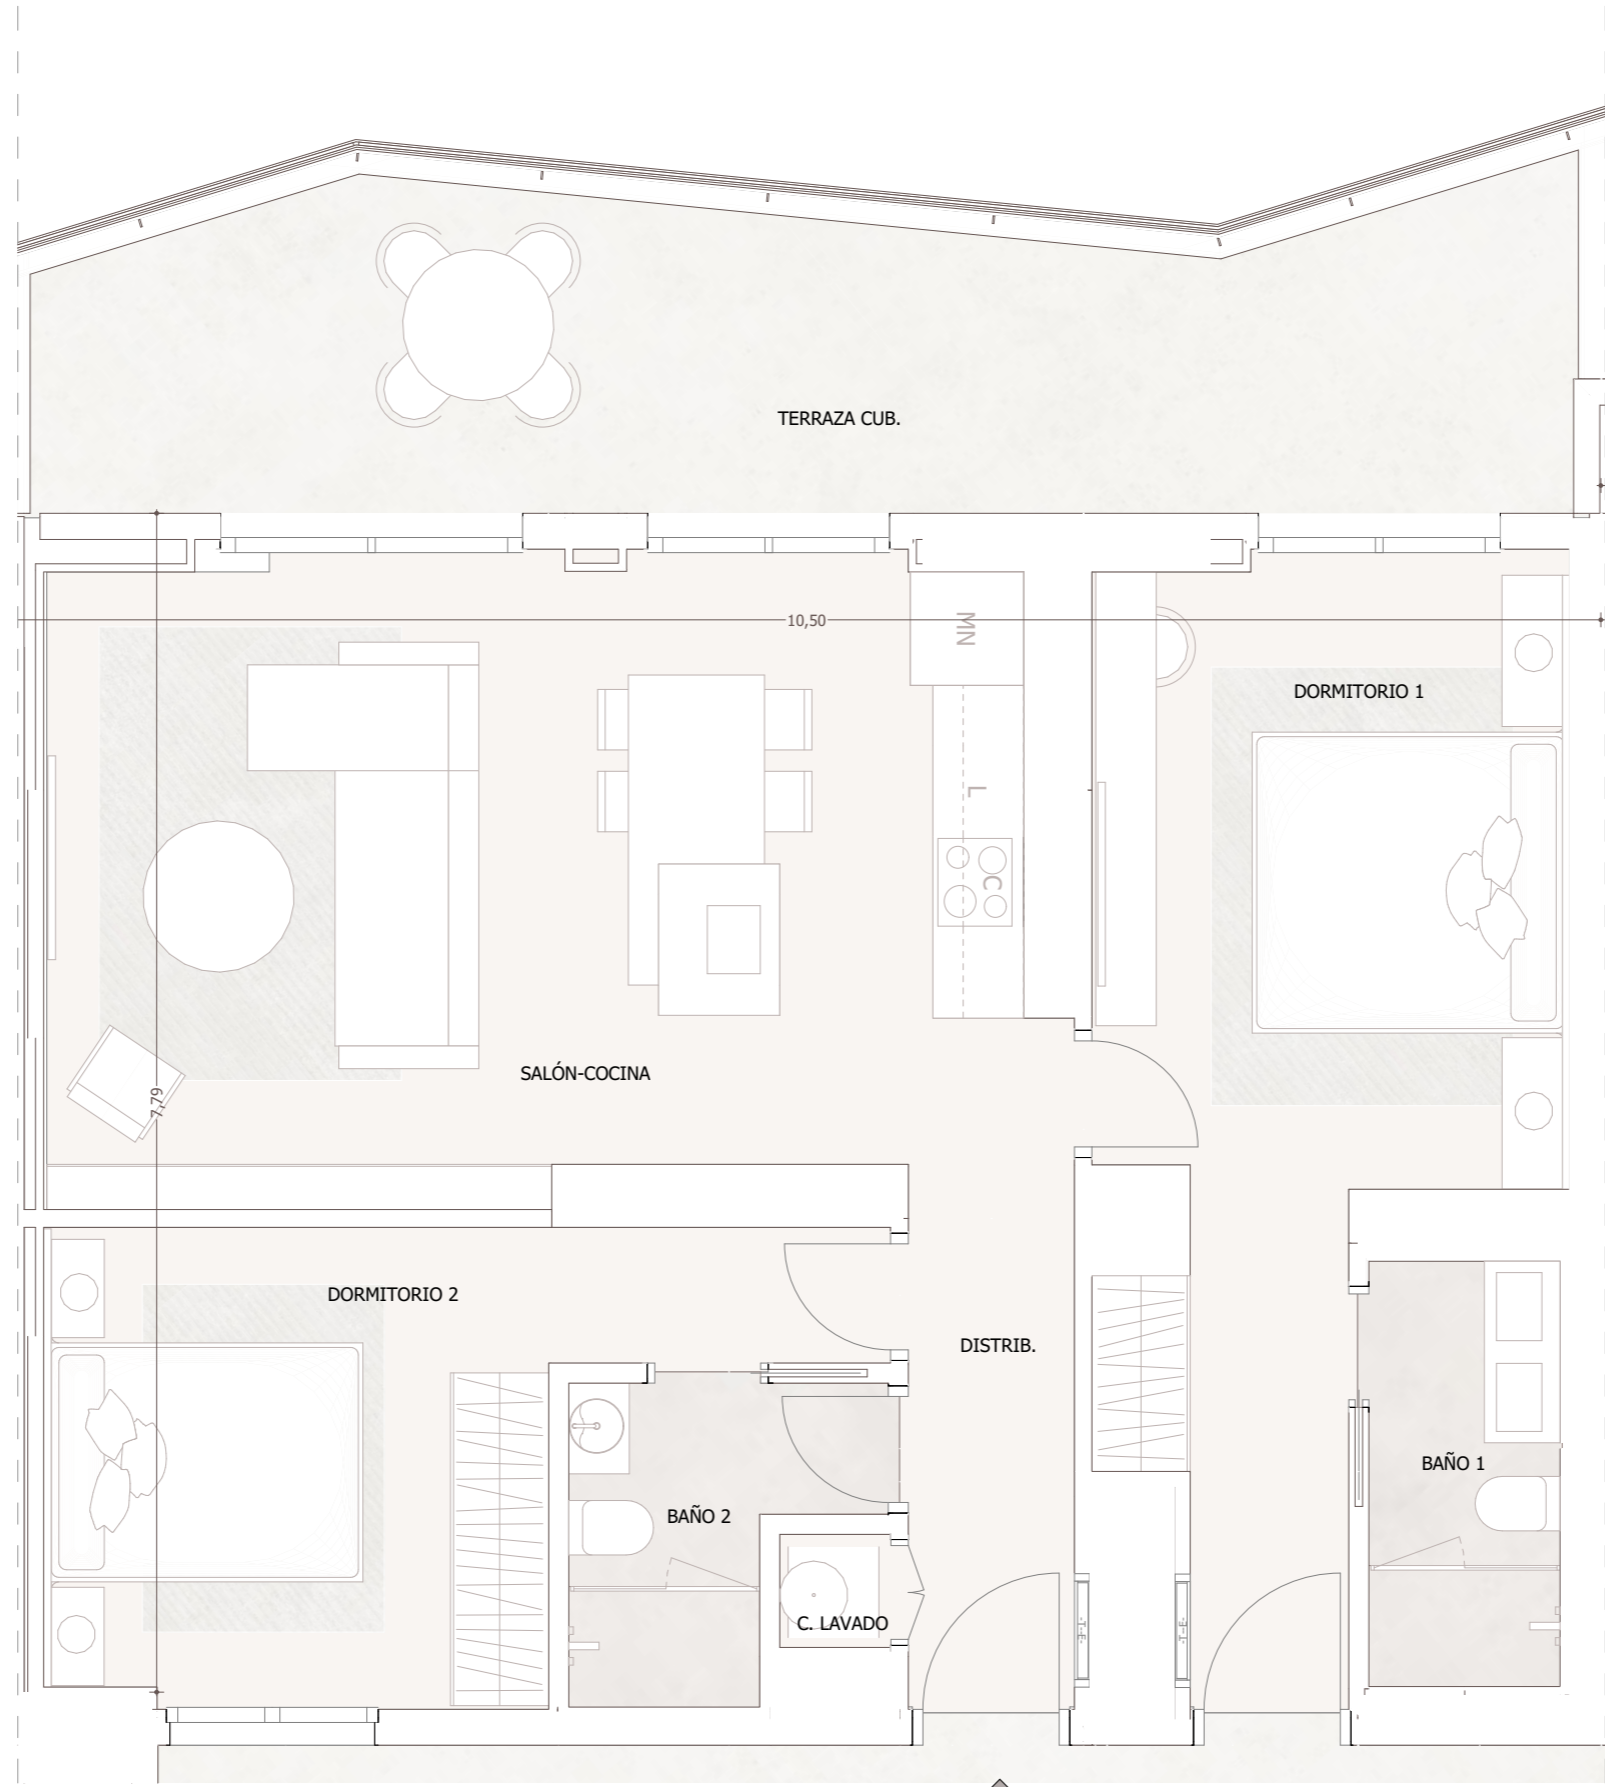 TERRAZA CUB.
10,50
MN
DORMITORIO 1
L
C
SALÓN-COCINA
7,79
DORMITORIO 2
DISTRIB.
BAÑO 1
BAÑO 2
C. LAVADO
-T-E-
-T-E-